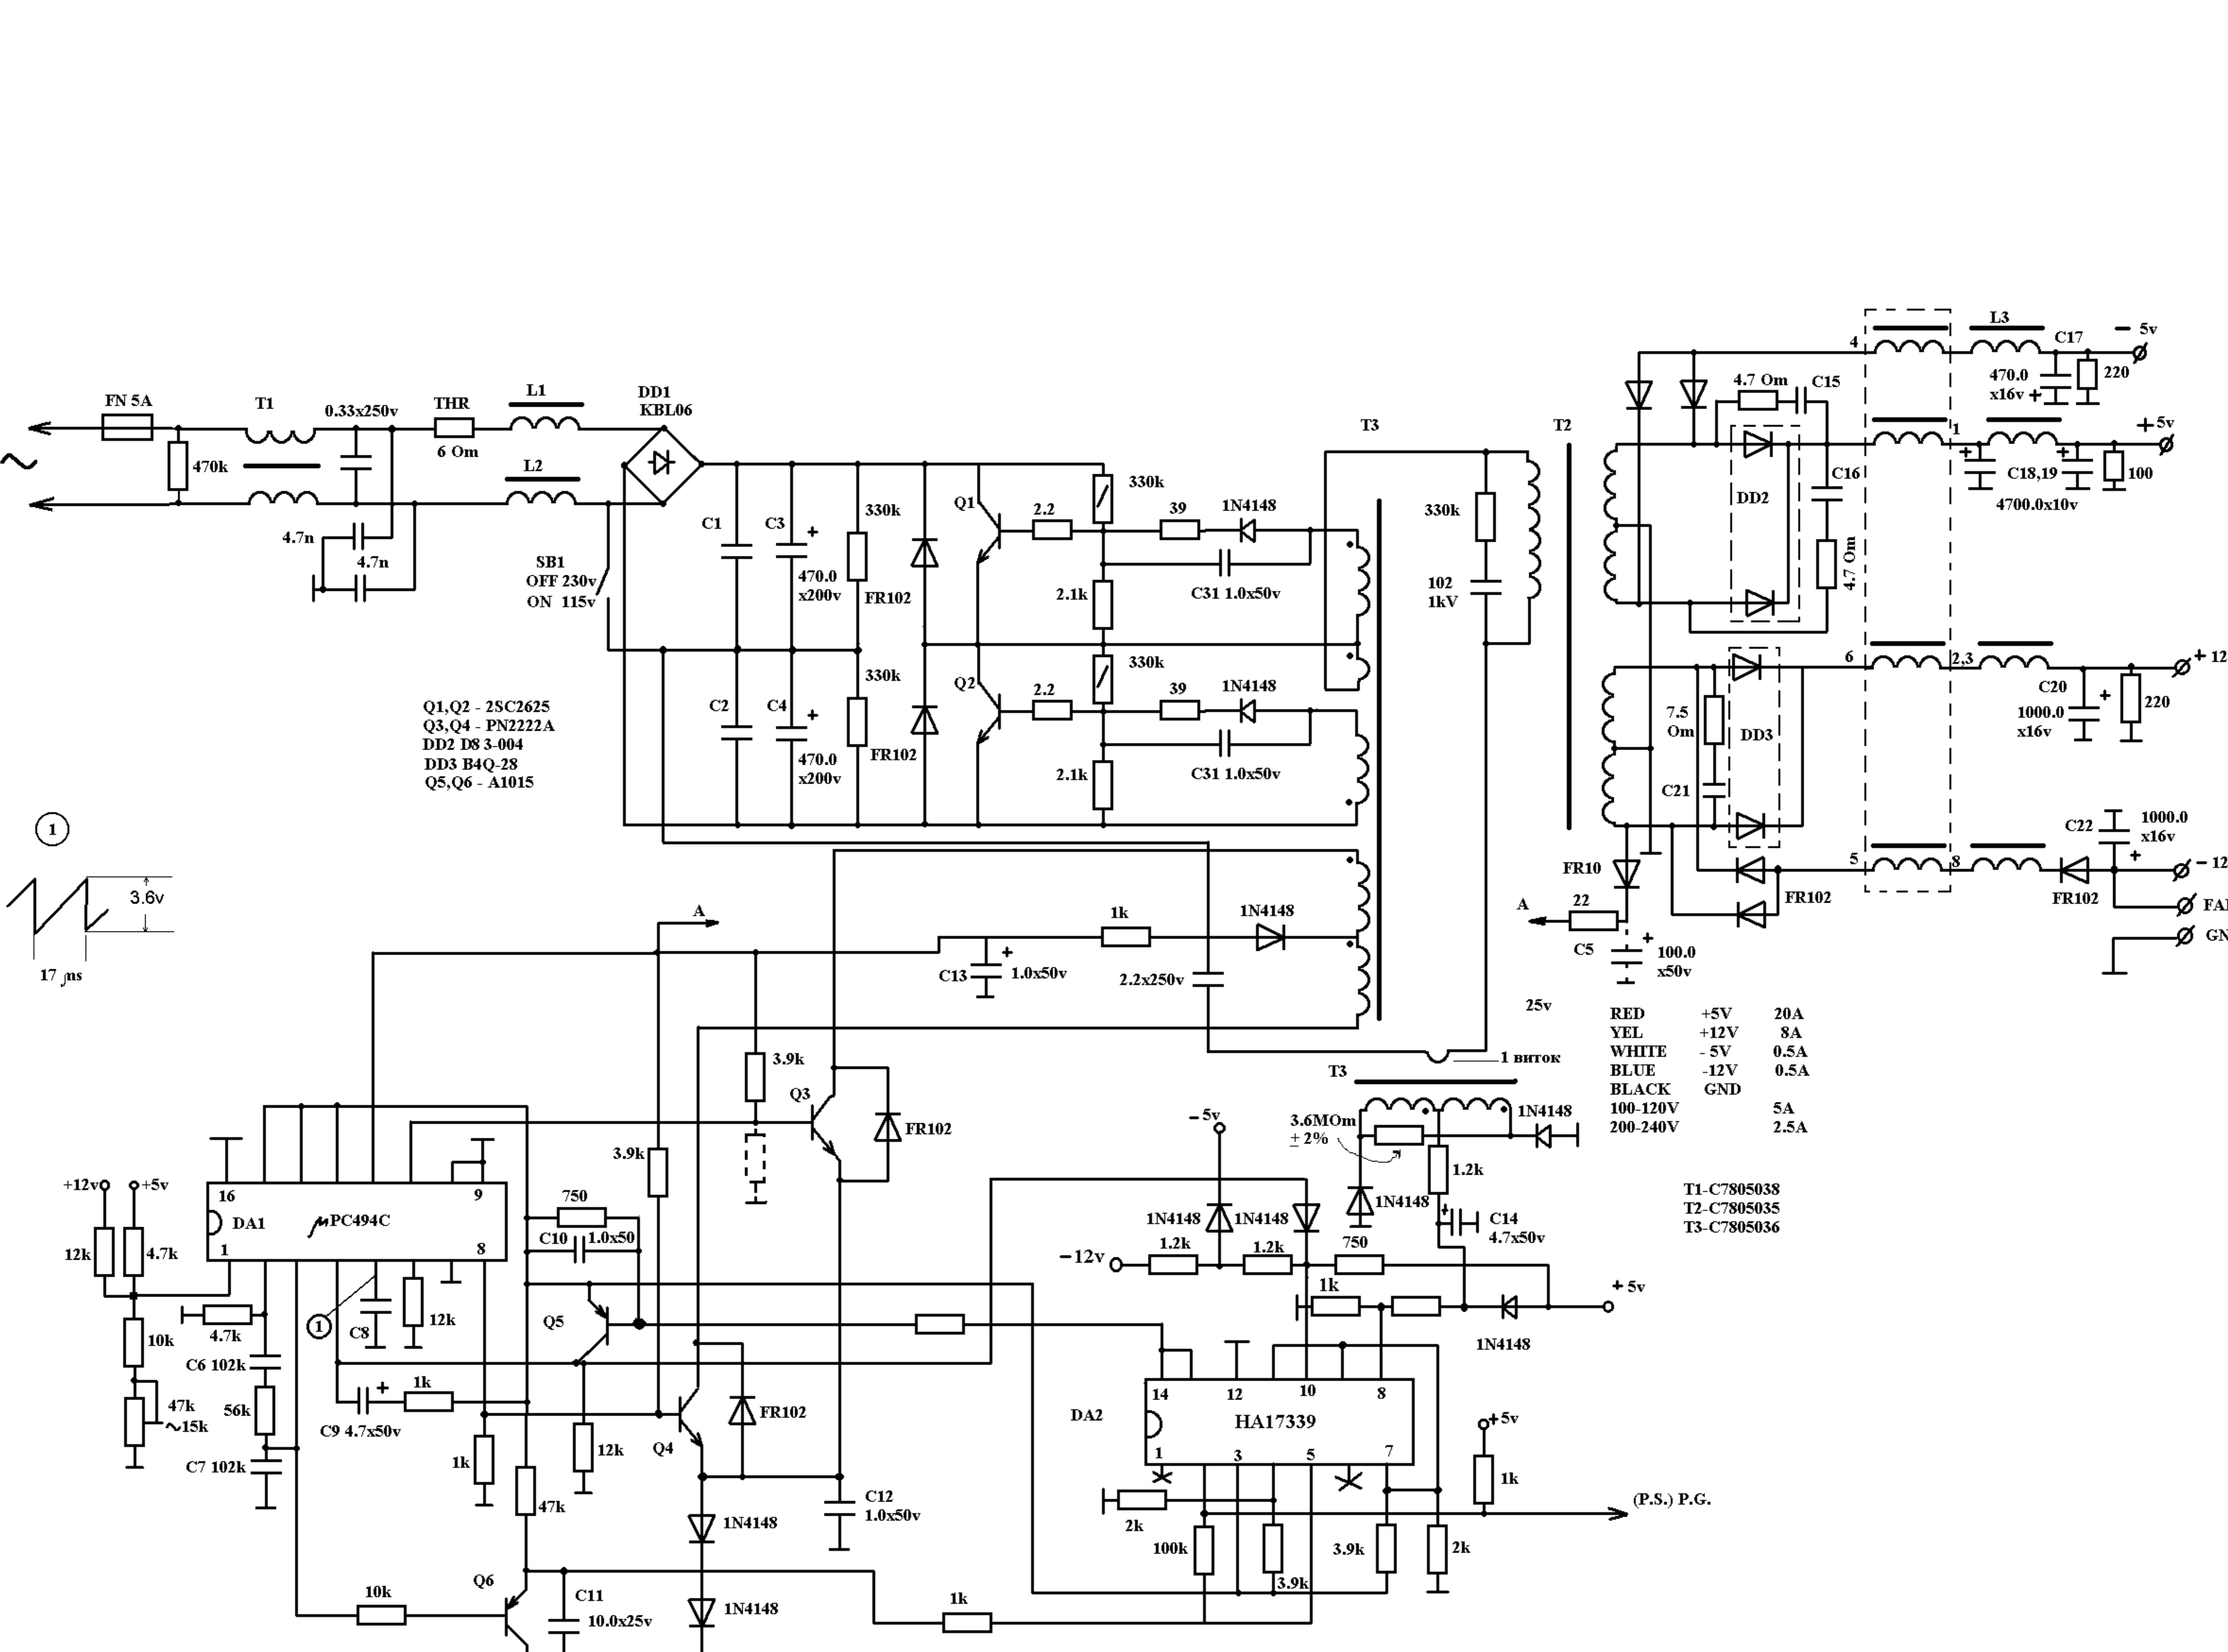 L3
− 5v
C17
4
470.0
x16v +
220
4.7 Om
C15
FN 5A
T1
0.33x250v
THR
L1
DD1
KBL06
6 Om
470k
L2
4.7n
4.7n
SB1
OFF 230v
ON 115v
C1
C3
+
470.0
x200v
330k
FR102
Q1
2.2
330k
39
1N4148
2.1k
C31 1.0x50v
T3
330k
102
1kV
T2
DD2
C16
4.7 Om
1
+
+
C18,19
4700.0x10v
+ 5v
100
330k
C2
C4
+
470.0
x200v
FR102
Q2
2.2
330k
39
1N4148
2.1k
C31 1.0x50v
6
2,3
+ 12
C20
+
1000.0
x16v
220
7.5
Om
DD3
C21
Q1,Q2 - 2SC2625
Q3,Q4 - PN2222A
DD2 D8 3-004
DD3 B4Q-28
Q5,Q6 - A1015
1
3.6v
17 ms
C22
1000.0
x16v
+
5
8
− 12
FR10
FR102
FR102
FA
GN
A
22
C5
+
100.0
x50v
A
1k
1N4148
C13
+
1.0x50v
2.2x250v
25v
RED +5V 20A
YEL +12V 8A
WHITE - 5V 0.5A
BLUE -12V 0.5A
BLACK GND
100-120V 5A
200-240V 2.5A
1 виток
T3
3.9k
Q3
FR102
− 5v
3.6MOm
± 2%
1N4148
1.2k
T1-C7805038
T2-C7805035
T3-C7805036
3.9k
+12v
+5v
16
9
DA1
μPC494C
1
8
12k
4.7k
750
C10
1.0x50
1N4148
1N4148
1N4148
+
C14
4.7x50v
−12v
1.2k
1.2k
750
1k
+ 5v
1N4148
4.7k
1
C8
12k
Q5
10k
C6 102k
1k
+
47k
~15k
56k
C9 4.7x50v
C7 102k
1k
47k
12k
Q4
FR102
14
12
10
8
DA2
HA17339
1
3
5
7
+5v
1k
(P.S.) P.G.
C12
1.0x50v
1N4148
2k
100k
3.9k
3.9k
2k
Q6
10k
C11
10.0x25v
1N4148
1k